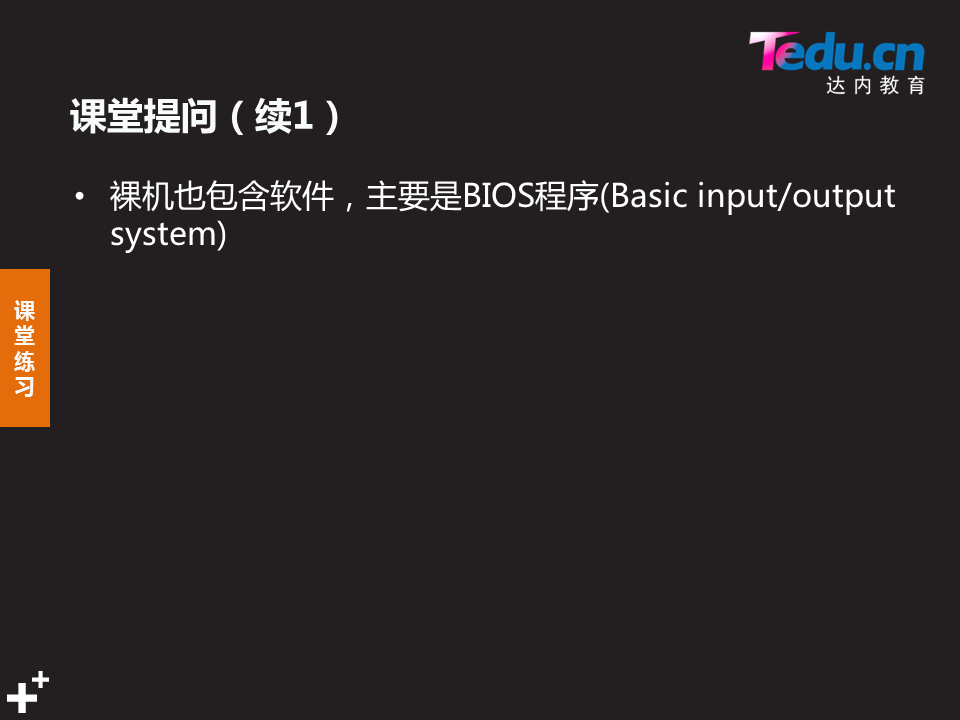 Tedu.cn
达内教育
课堂提问（续1）
• 裸机也包含软件，主要是BIOS程序(Basic input/output
system)
课
堂
练
习